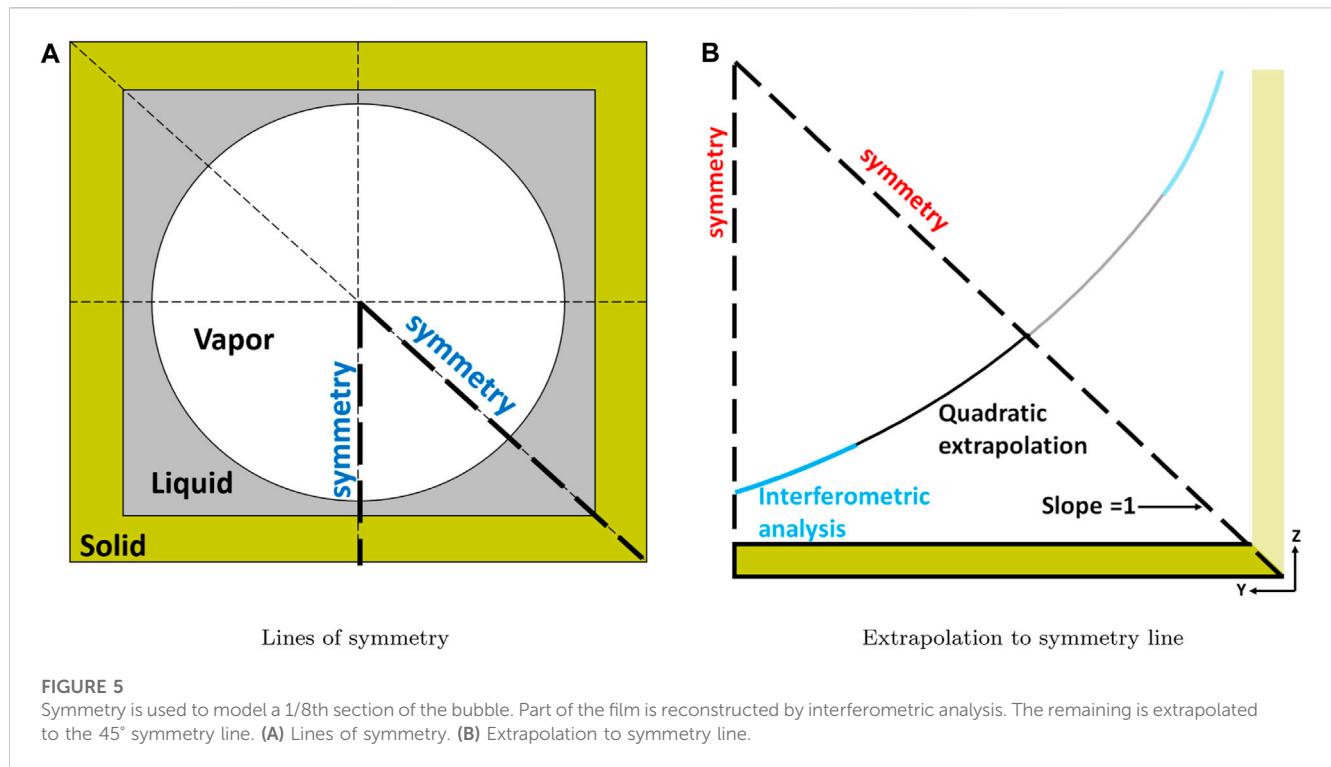 A
symmetry
Vapor
symmetry
Liquid
Solid
Lines of symmetry
B
symmetry
symmetry
Quadratic
extrapolation
Interferometric
analysis
Slope =1
Z
Y
Extrapolation to symmetry line
FIGURE 5
Symmetry is used to model a 1/8th section of the bubble. Part of the film is reconstructed by interferometric analysis. The remaining is extrapolated
to the 45° symmetry line. (A) Lines of symmetry. (B) Extrapolation to symmetry line.